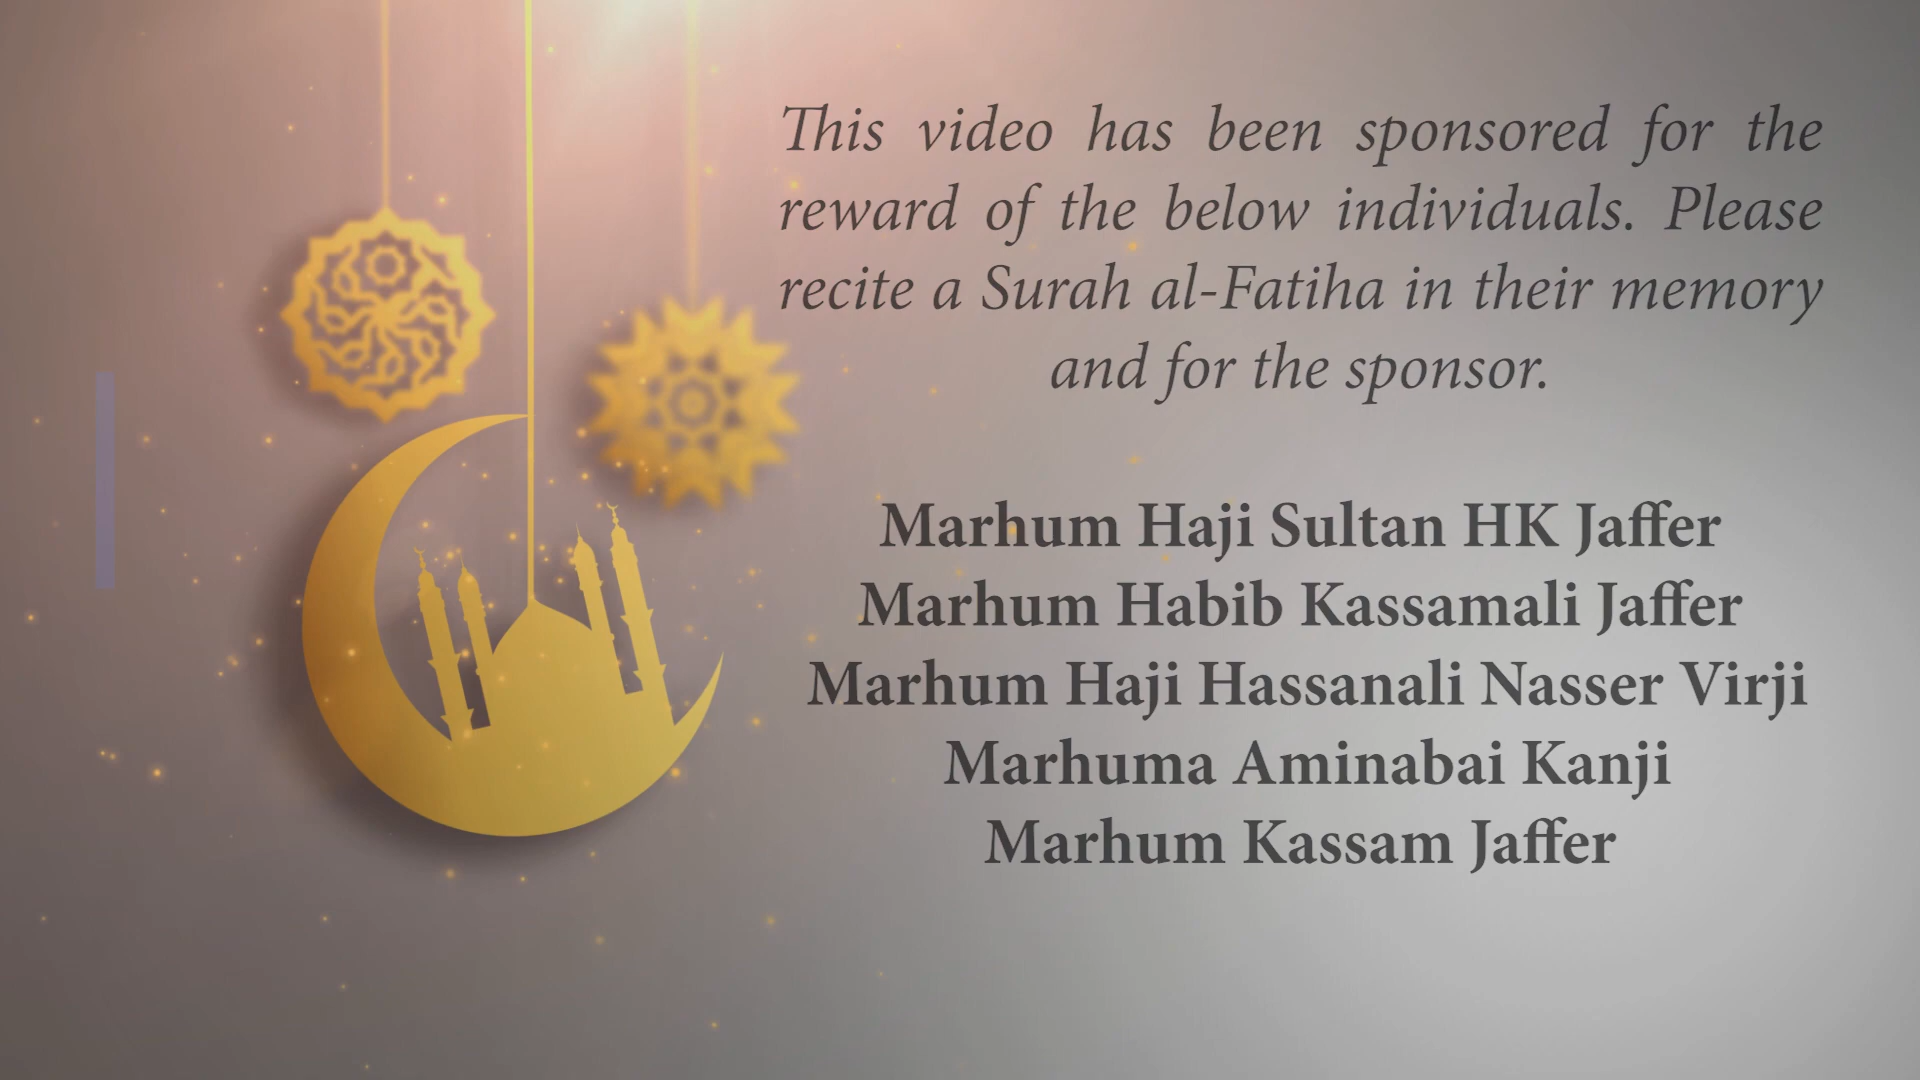 This video has been sponsored for the
reward of the below individuals. Please
recite a Surah al-Fatiha in their memory
and for the sponsor.
Marhum Haji Sultan HK Jaffer
Marhum Habib Kassamali Jaffer
Marhum Haji Hassanali Nasser Virji
Marhuma Aminabai Kanji
Marhum Kassam Jaffer